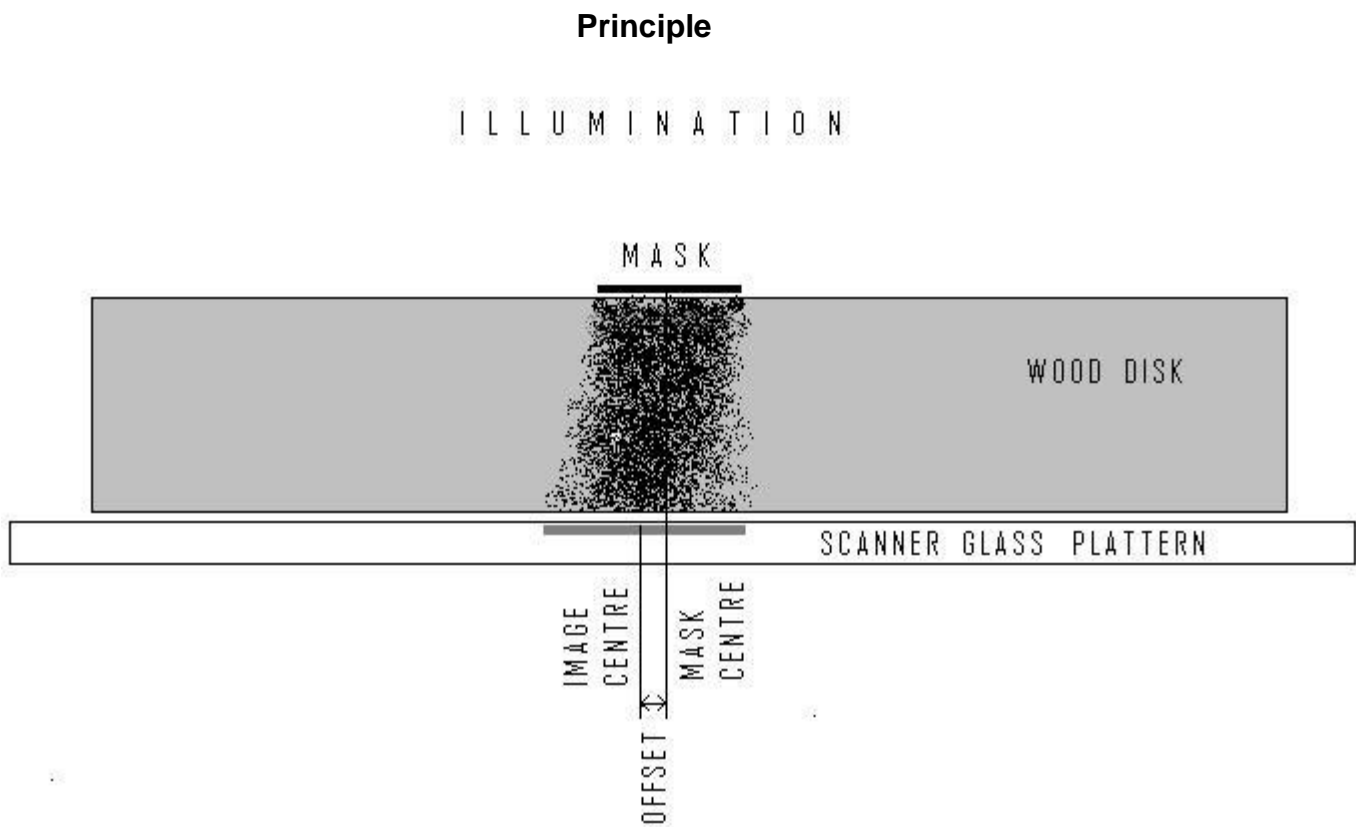 Principle
ILLUMINATION
MASK
WOOD DISK
SCANNER GLASS PLATTERN
IMAGE
CENTRE
MASK
CENTRE
OFFSET